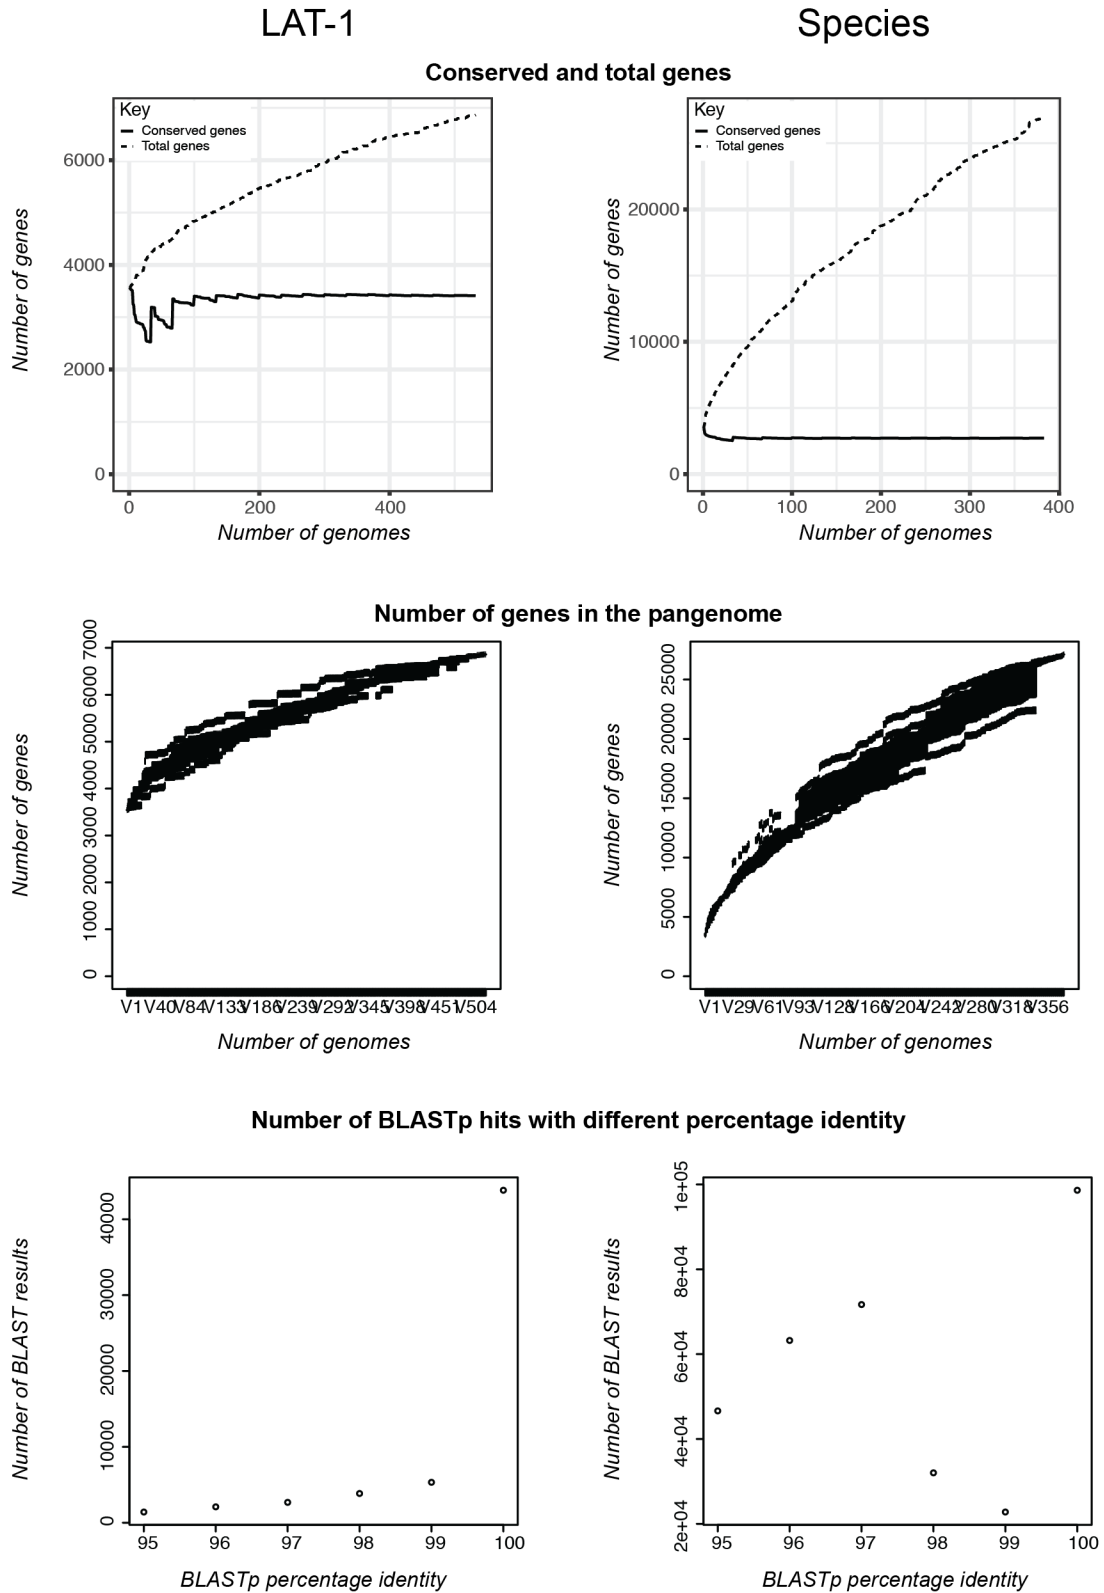 LAT-1 Species
Conserved and total genes
Key
Conserved genes
Total genes
Number of genes
6000
4000
2000
0
0 200 400
Number of genomes
Key
Conserved genes
Total genes
Number of genes
20000
10000
0
0 100 200 300 400
Number of genomes
Number of genes in the pangenome
Number of genes
0 1000 2000 3000 4000 5000 6000 7000
V1 V40 V84 V133 V186 V239 V292 V345 V398 V451 V504
Number of genomes
Number of genes
0 5000 10000 15000 20000 25000
V1 V29 V61 V93 V128 V166 V204 V242 V280 V318 V356
Number of genomes
Number of BLASTp hits with different percentage identity
Number of BLAST results
0 10000 20000 30000 40000
95 96 97 98 99 100
BLASTp percentage identity
Number of BLAST results
2e+04 4e+04 6e+04 8e+04 1e+05
95 96 97 98 99 100
BLASTp percentage identity